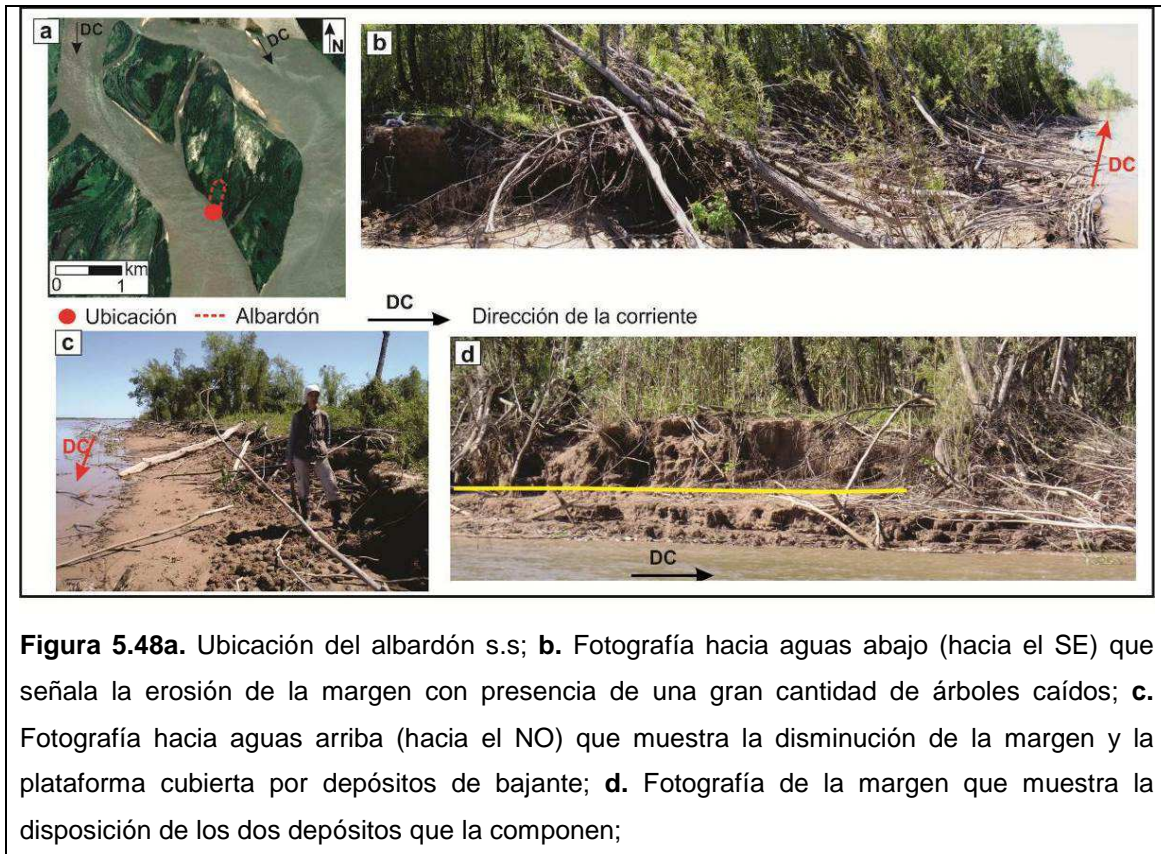 a
DC
DC
N
km
0 1
b
DC
Ubicación Albardón DC Dirección de la corriente
c
DC
d
DC
Figura 5.48a. Ubicación del albardón s.s; b. Fotografía hacia aguas abajo (hacia el SE) que
señala la erosión de la margen con presencia de una gran cantidad de árboles caídos; c.
Fotografía hacia aguas arriba (hacia el NO) que muestra la disminución de la margen y la
plataforma cubierta por depósitos de bajante; d. Fotografía de la margen que muestra la
disposición de los dos depósitos que la componen;